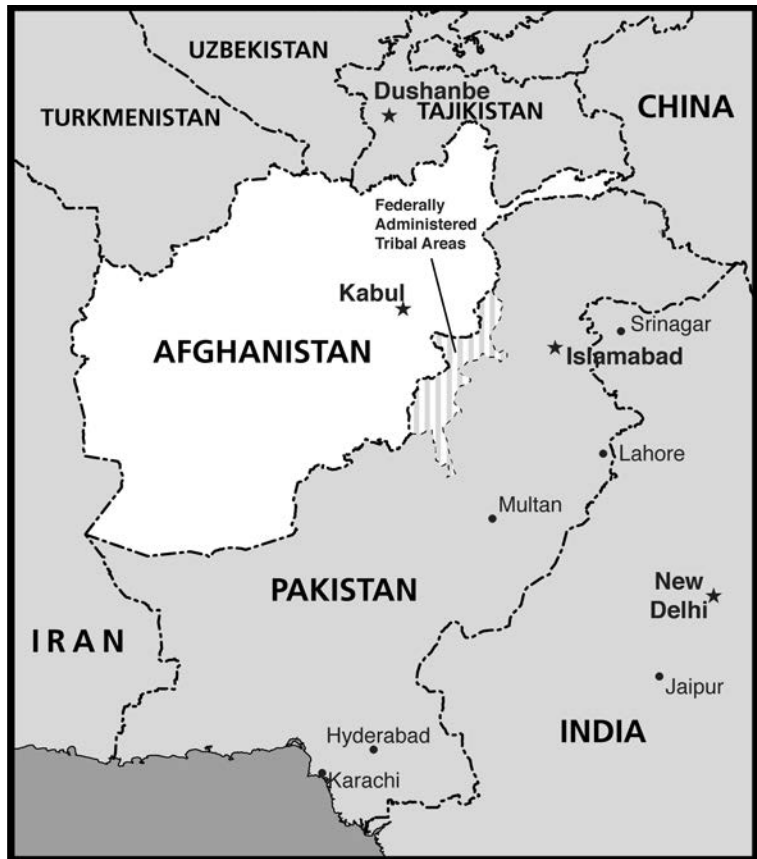 UZBEKISTAN
Dushanbe
TAJIKISTAN
CHINA
TURKMENISTAN
Federally
Administered
Tribal Areas
Kabul
Srinagar
Islamabad
AFGHANISTAN
Lahore
Multan
New
Delhi
PAKISTAN
IRAN
Jaipur
INDIA
Hyderabad
Karachi